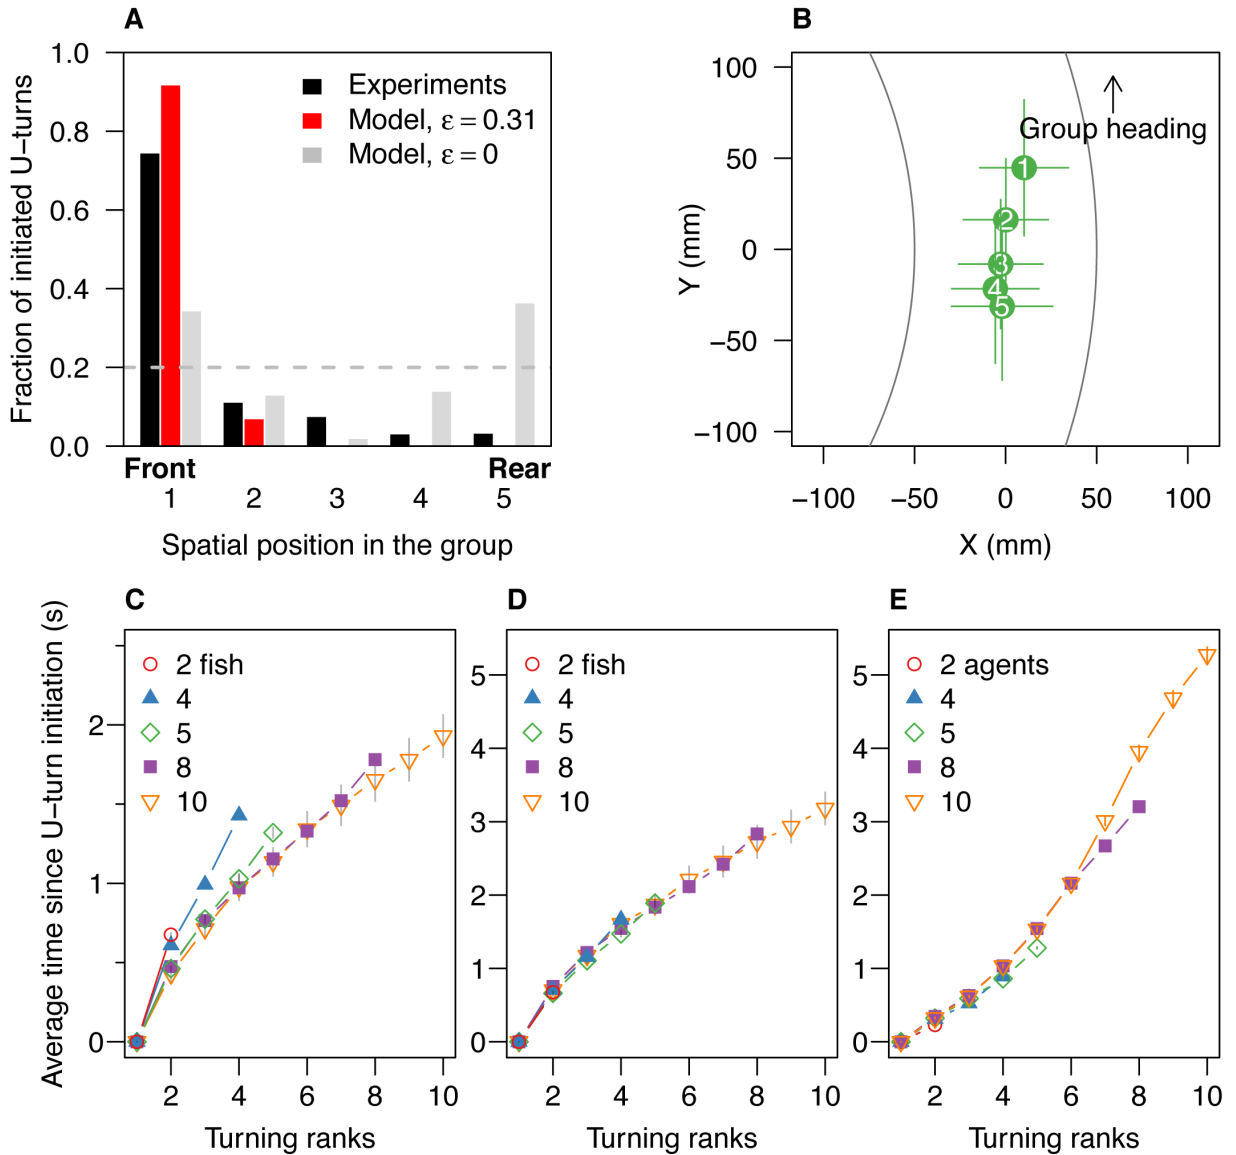 A
Fraction of initiated U−turns
1.0
0.8
0.6
0.4
0.2
0.0
Experiments
Model, ε = 0.31
Model, ε = 0
Front
Rear
1 2 3 4 5
Spatial position in the group
B
Y (mm)
100
50
0
−50
−100
Group heading
1
2
3
4
5
−100 −50 0 50 100
X (mm)
C
Average time since U−turn initiation (s)
2
1
0
2 fish
4
5
8
10
2 4 6 8 10
Turning ranks
D
5
4
3
2
1
0
2 fish
4
5
8
10
2 4 6 8 10
Turning ranks
E
5
4
3
2
1
0
2 agents
4
5
8
10
2 4 6 8 10
Turning ranks